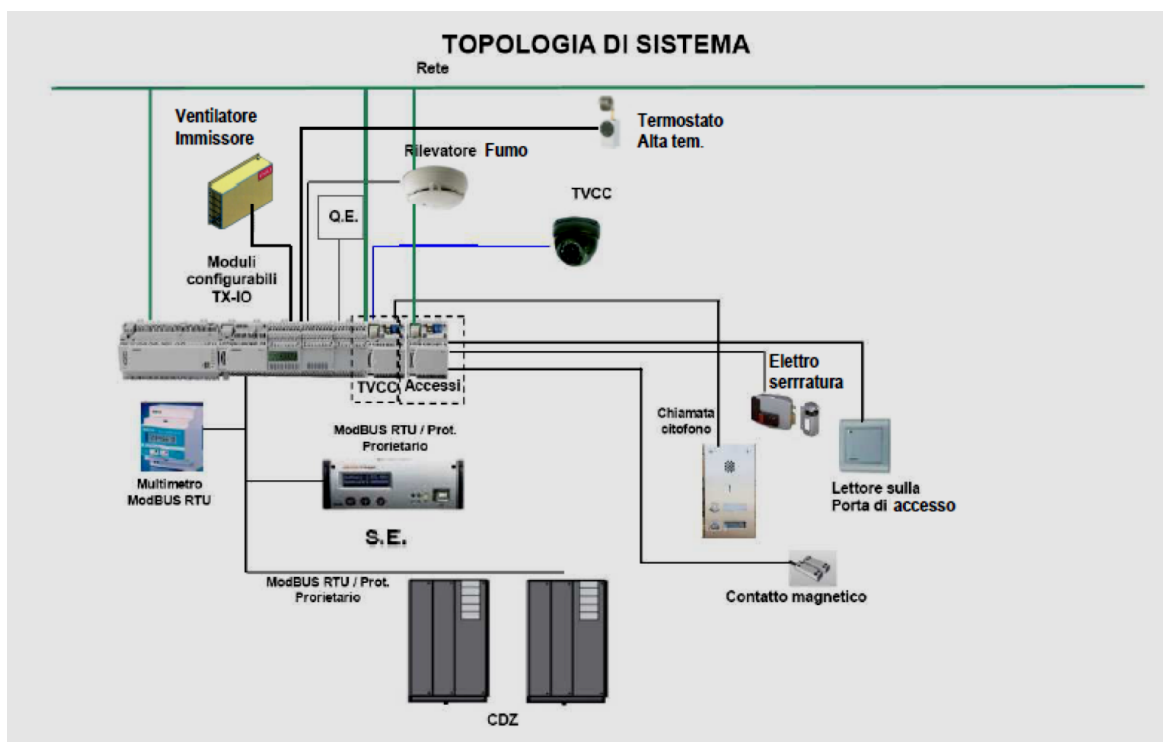 TOPOLOGIA DI SISTEMA
Rete
Ventilatore
Immissore
Termostato
Alta tem.
Rilevatore Fumo
TVCC
Q.E.
Moduli
configurabili
TX-IO
TVCC
Accessi
Elettro
serrratura
Chiamata
citofono
ModBUS RTU / Prot.
Prorietario
Multimetro
ModBUS RTU
S.E.
Lettore sulla
Porta di accesso
ModBUS RTU / Prot.
Prorietario
Contatto magnetico
CDZ